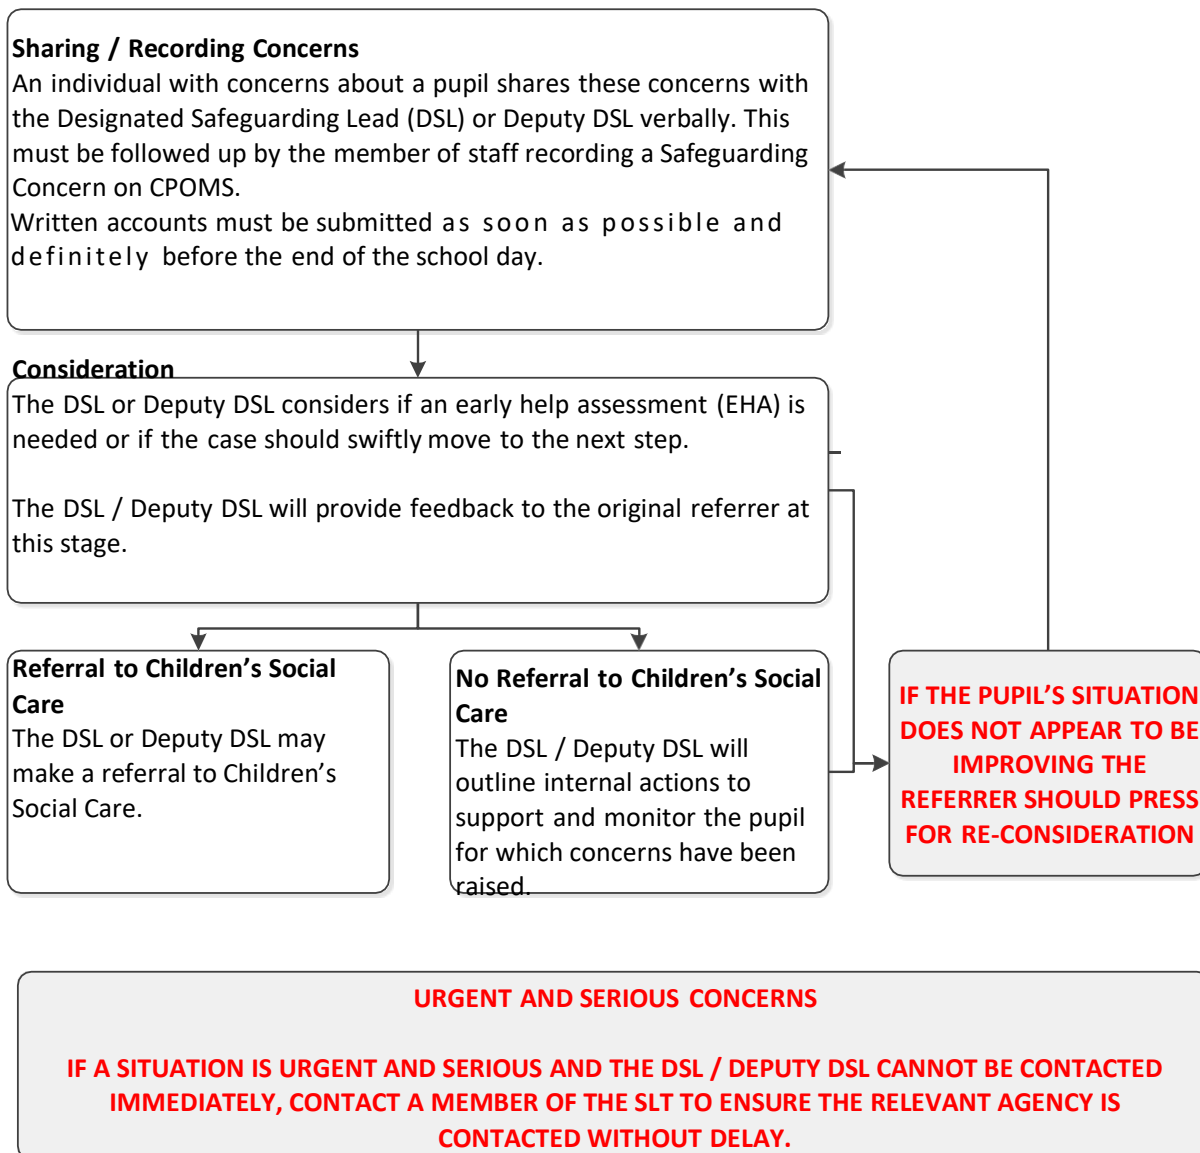 Sharing / Recording Concerns
An individual with concerns about a pupil shares these concerns with
the Designated Safeguarding Lead (DSL) or Deputy DSL verbally. This
must be followed up by the member of staff recording a Safeguarding
Concern on CPOMS.
Written accounts must be submitted as soon as possible and
definitely before the end of the school day.
Consideration
The DSL or Deputy DSL considers if an early help assessment (EHA) is
needed or if the case should swiftly move to the next step.
The DSL / Deputy DSL will provide feedback to the original referrer at
this stage.
Referral to Children’s Social
Care
The DSL or Deputy DSL may
make a referral to Children’s
Social Care.
No Referral to Children’s Social
Care
The DSL / Deputy DSL will
outline internal actions to
support and monitor the pupil
for which concerns have been
raised.
IF THE PUPIL’S SITUATION
DOES NOT APPEAR TO BE
IMPROVING THE
REFERRER SHOULD PRESS
FOR RE-CONSIDERATION
URGENT AND SERIOUS CONCERNS
IF A SITUATION IS URGENT AND SERIOUS AND THE DSL / DEPUTY DSL CANNOT BE CONTACTED
IMMEDIATELY, CONTACT A MEMBER OF THE SLT TO ENSURE THE RELEVANT AGENCY IS
CONTACTED WITHOUT DELAY.